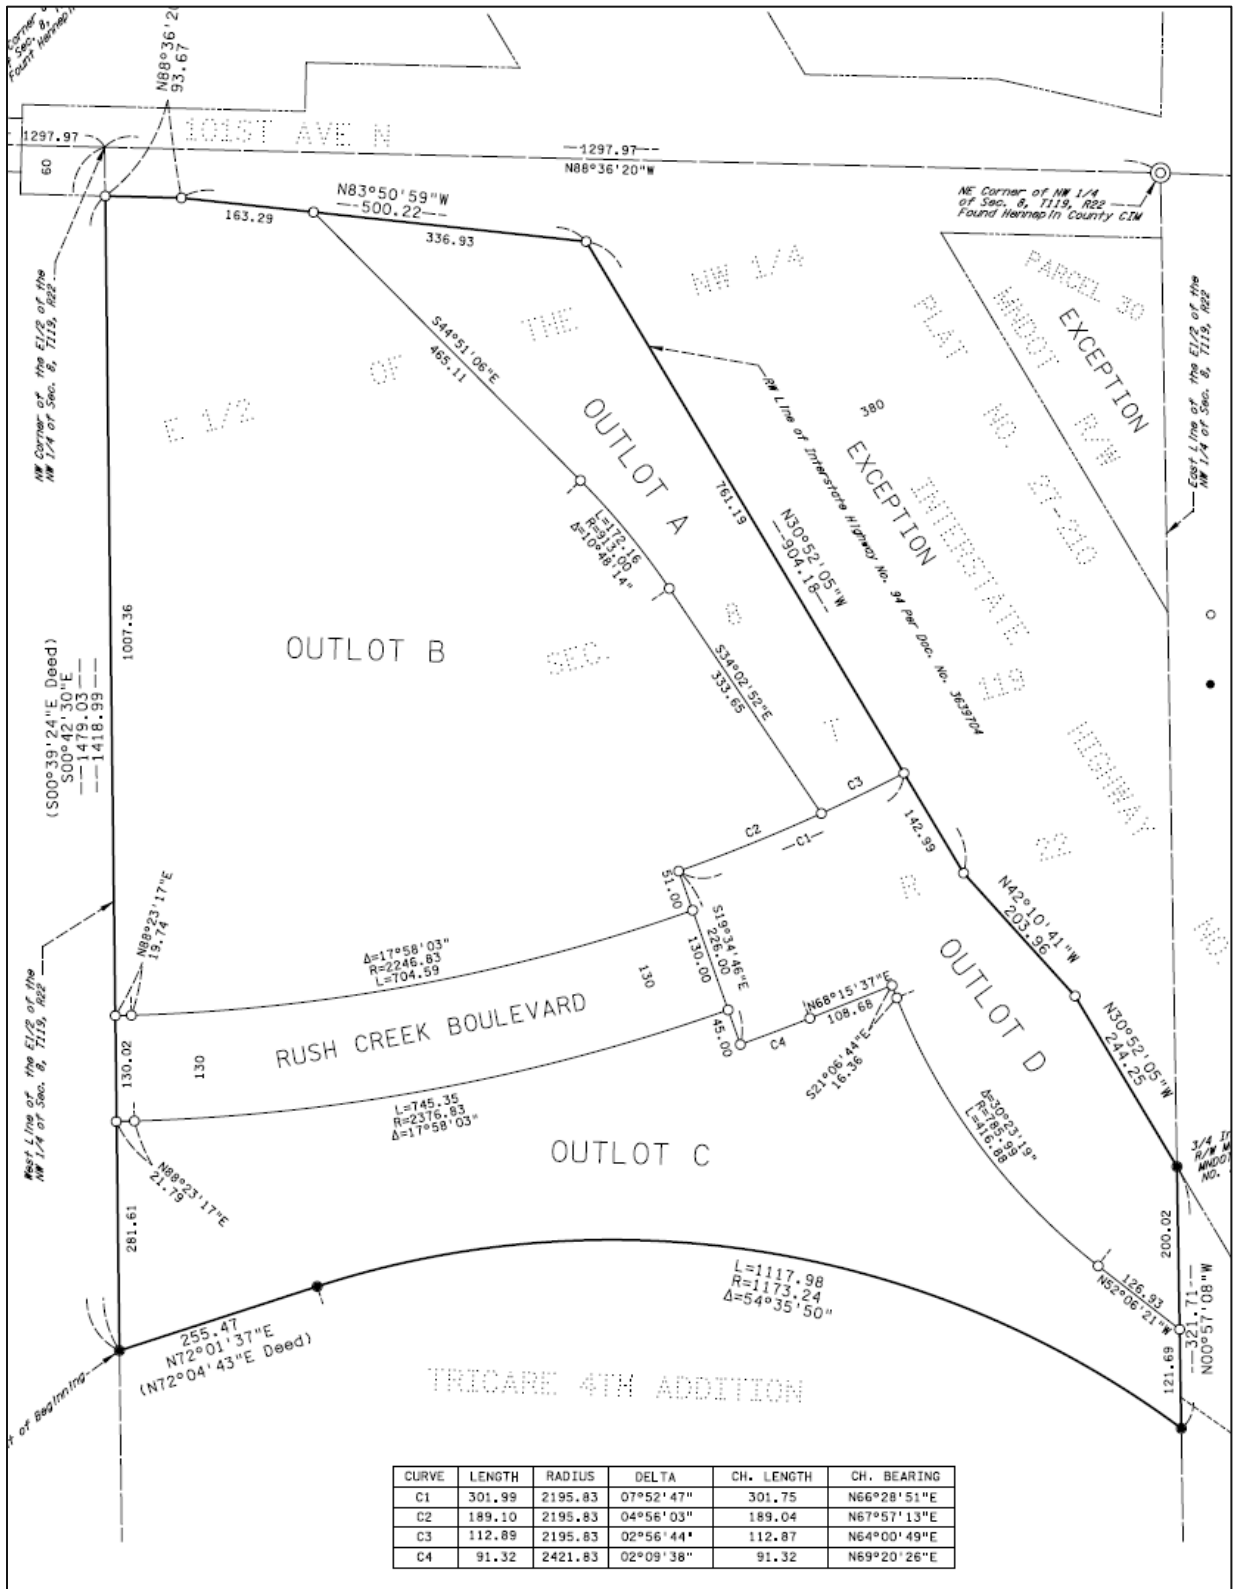 Corner o
f Sec. 8, T
Fount Hennepin
N88°36'20
93.67
101ST AVE N
1297.97
60
—1297.97—
N88°36'20"W
NE Corner of NW 1/4
of Sec. 8, T119, R22
Found Hennepin County CIM
163.29
N83°50'59"W
—500.22—
336.93
NW Corner of the E1/2 of the
NW 1/4 of Sec. 8, T119, R22
E 1/2 OF THE NW 1/4
S44°51'06"E
465.11
OUTLOT A
RW Line of Interstate Highway No. 94 Per Doc. No. 3639704
380
EXCEPTION
PARCEL 30
EXCEPTION
MNDOT R/W
PLAT NO. 27-210
East Line of the E1/2 of the
NW 1/4 of Sec. 8, T119, R22
INTERSTATE HIGHWAY NO.
761.19
N30°52'05"W
—904.18—
L=172.16
R=913.00
Δ=10°48'14"
OUTLOT B
SEC. 8
T 119
R 22
1007.36
(S00°39'24"E Deed)
S00°42'30"E
—1479.03—
—1418.99—
S34°02'52"E
333.65
C3
C2
—C1—
142.99
N42°10'41"W
203.96
51.00
S19°34'46"E
226.00
130.00
45.00
N88°23'17"E
19.74
Δ=17°58'03"
R=2246.83
L=704.59
130
RUSH CREEK BOULEVARD
130
130.02
N68°15'37"E
108.68
C4
S21°06'44"E
16.36
OUTLOT D
N30°52'05"W
244.25
West Line of the E1/2 of the
NW 1/4 of Sec. 8, T119, R22
L=745.35
R=2376.83
Δ=17°58'03"
Δ=30°23'19"
R=785.99
L=416.88
3/4 I
R/W M
MNDOT
NO.
OUTLOT C
N88°23'17"E
21.79
281.61
200.02
126.93
N52°06'21"W
—321.71—
N00°57'08"W
121.69
L=1117.98
R=1173.24
Δ=54°35'50"
255.47
N72°01'37"E
(N72°04'43"E Deed)
t of Beginning
TRICARE 4TH ADDITION
CURVE LENGTH RADIUS DELTA CH. LENGTH CH. BEARING
C1 301.99 2195.83 07°52'47" 301.75 N66°28'51"E
C2 189.10 2195.83 04°56'03" 189.04 N67°57'13"E
C3 112.89 2195.83 02°56'44" 112.87 N64°00'49"E
C4 91.32 2421.83 02°09'38" 91.32 N69°20'26"E